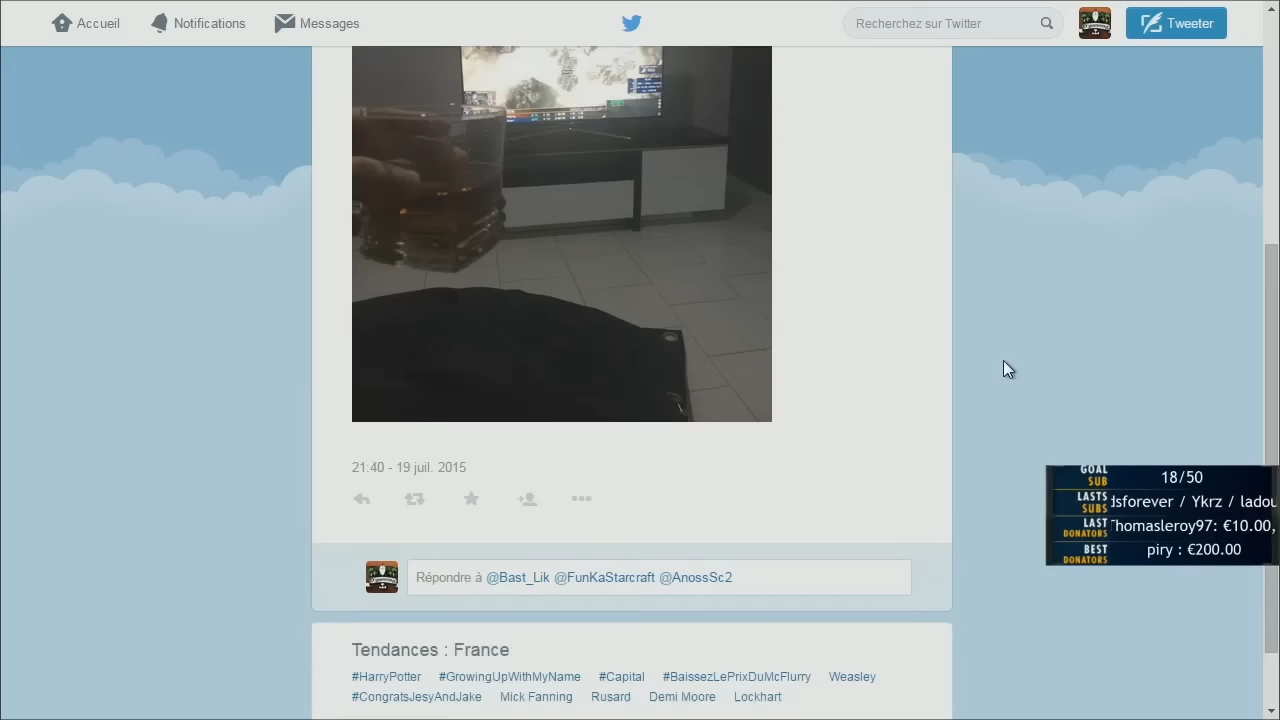 Accueil Notifications Messages Recherchez sur Twitter Tweeter
21:40 - 19 juil. 2015
GOAL SUB 18/50
LASTS SUBS dsforever / Ykrz / ladou
LAST DONATORS Thomasleroy97: €10.00,
BEST DONATORS piry : €200.00
Répondre à @Bast_Lik @FunKaStarcraft @AnossSc2
Tendances : France
#HarryPotter #GrowingUpWithMyName #Capital #BaissezLePrixDuMcFlurry Weasley
#CongratsJesyAndJake Mick Fanning Rusard Demi Moore Lockhart